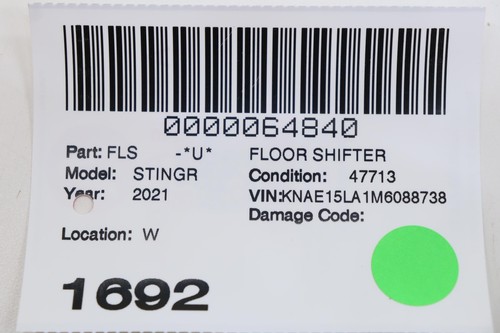 0000064840
Part: FLS -*U* FLOOR SHIFTER
Model: STINGR Condition: 47713
Year: 2021 VIN:KNAE15LA1M6088738
Damage Code:
Location: W
1692